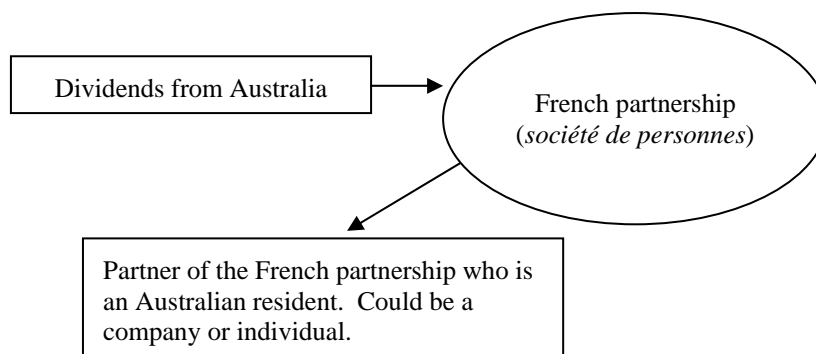 Dividends from Australia
French partnership
(société de personnes)
Partner of the French partnership who is
an Australian resident.  Could be a
company or individual.